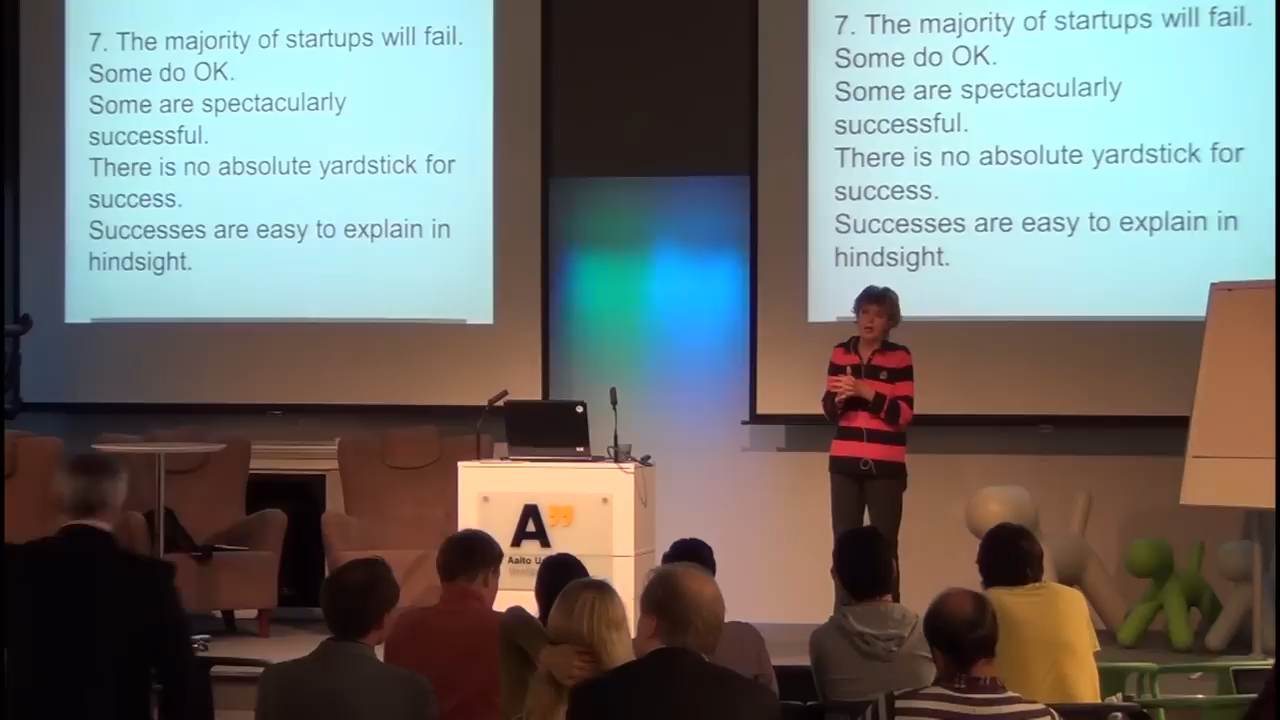 7. The majority of startups will fail.
Some do OK.
Some are spectacularly
successful.
There is no absolute yardstick for
success.
Successes are easy to explain in
hindsight.
7. The majority of startups will fail.
Some do OK.
Some are spectacularly
successful.
There is no absolute yardstick for
success.
Successes are easy to explain in
hindsight.
A”
Aalto U